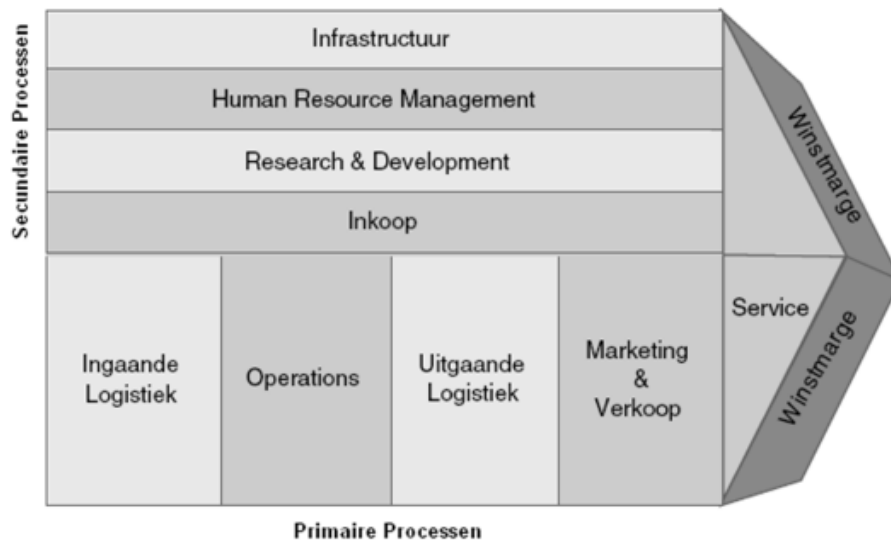 Secundaire Processen
Infrastructuur
Human Resource Management
Research & Development
Inkoop
Winstmarge
Ingaande
Logistiek
Operations
Uitgaande
Logistiek
Marketing
&
Verkoop
Service
Winstmarge
Primaire Processen